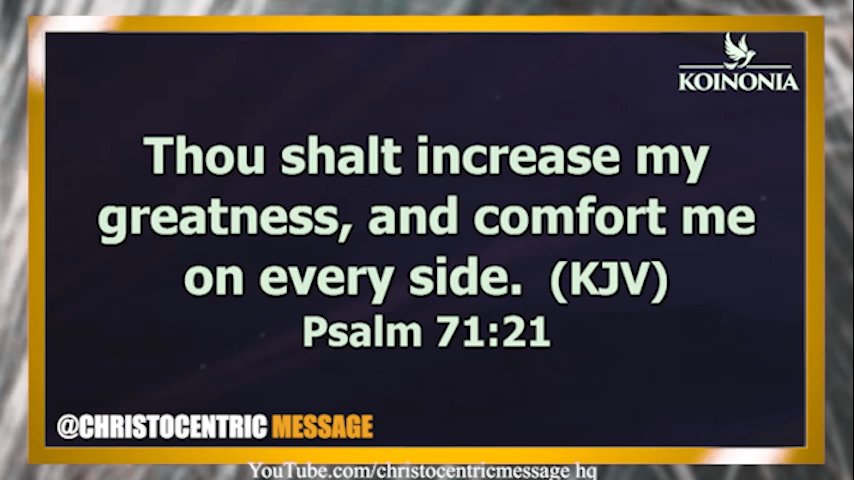 KOINONIA
Thou shalt increase my
greatness, and comfort me
on every side. (KJV)
Psalm 71:21
@CHRISTOCENTRIC MESSAGE
YouTube.com/christocentricmessage hq